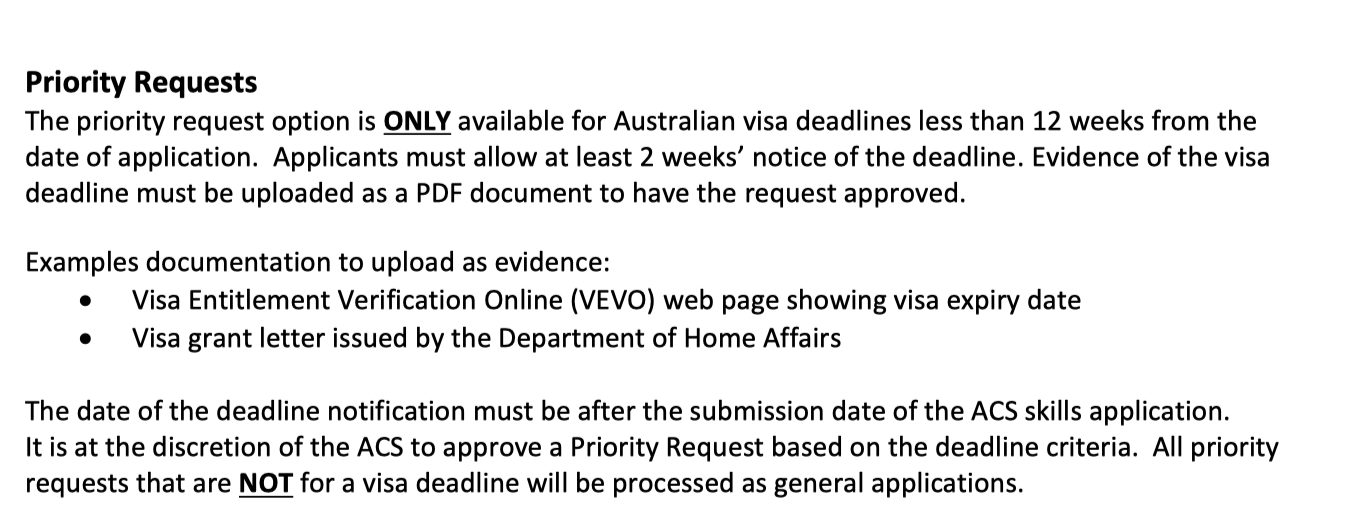 Priority Requests
The priority request option is ONLY available for Australian visa deadlines less than 12 weeks from the
date of application.  Applicants must allow at least 2 weeks’ notice of the deadline. Evidence of the visa
deadline must be uploaded as a PDF document to have the request approved.
Examples documentation to upload as evidence:
• Visa Entitlement Verification Online (VEVO) web page showing visa expiry date
• Visa grant letter issued by the Department of Home Affairs
The date of the deadline notification must be after the submission date of the ACS skills application.
It is at the discretion of the ACS to approve a Priority Request based on the deadline criteria.  All priority
requests that are NOT for a visa deadline will be processed as general applications.